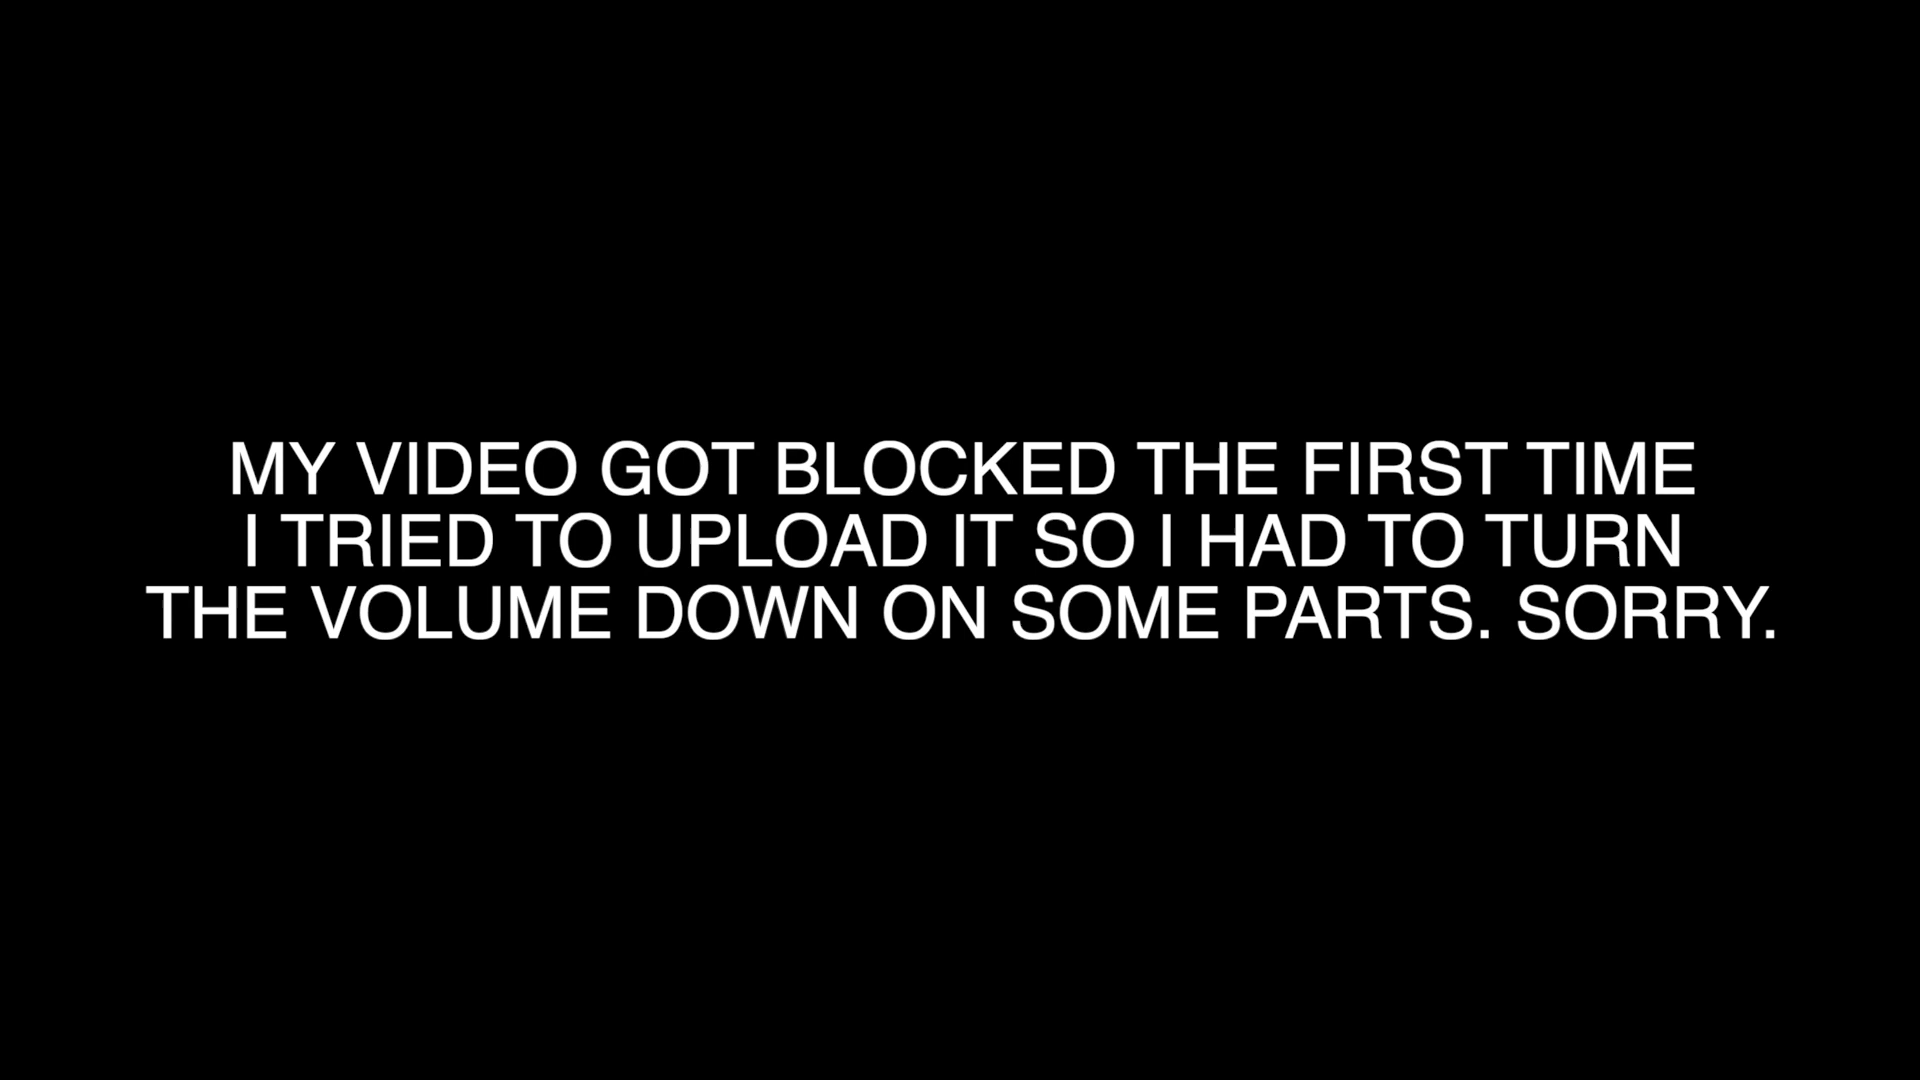 MY VIDEO GOT BLOCKED THE FIRST TIME
I TRIED TO UPLOAD IT SO I HAD TO TURN
THE VOLUME DOWN ON SOME PARTS. SORRY.